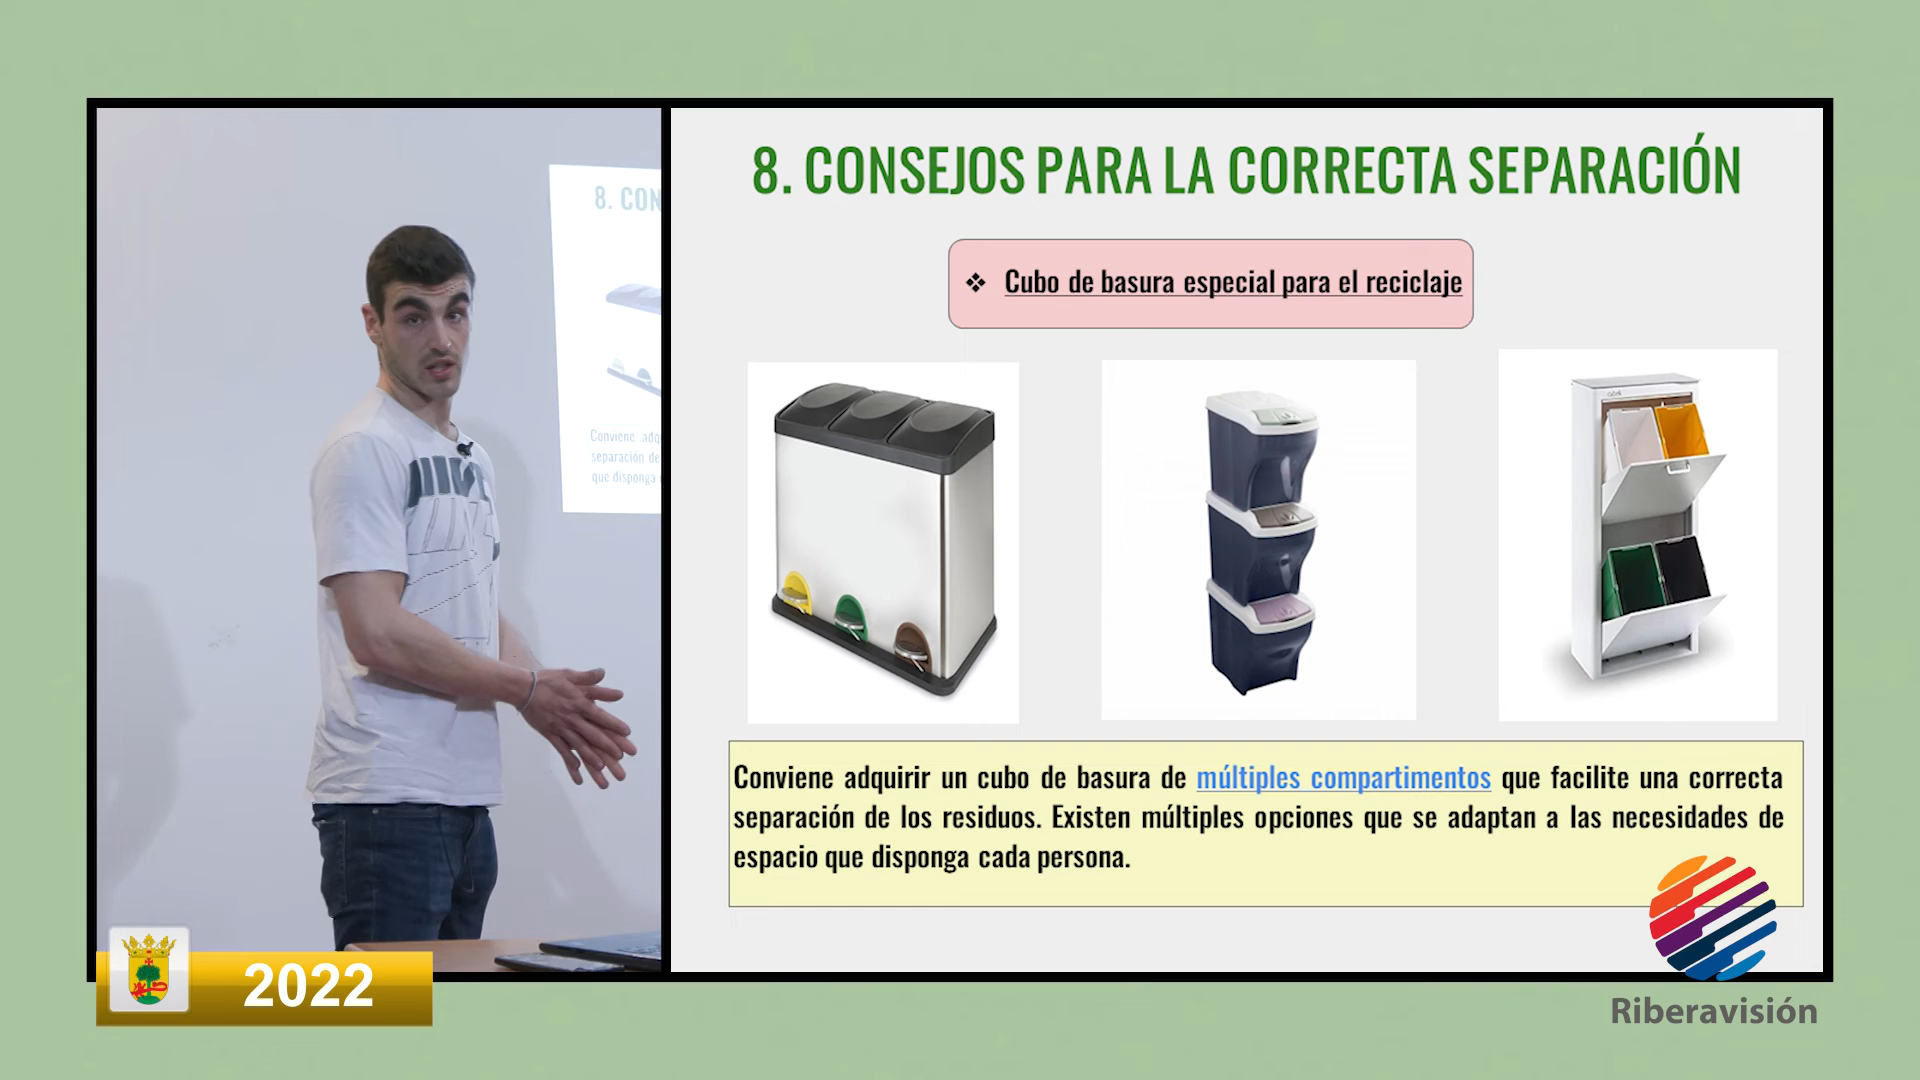 8. CON
Conviene adq
separación de
que disponga
8. CONSEJOS PARA LA CORRECTA SEPARACIÓN
❖ Cubo de basura especial para el reciclaje
Conviene adquirir un cubo de basura de múltiples compartimentos que facilite una correcta
separación de los residuos. Existen múltiples opciones que se adaptan a las necesidades de
espacio que disponga cada persona.
2022
Riberavisión